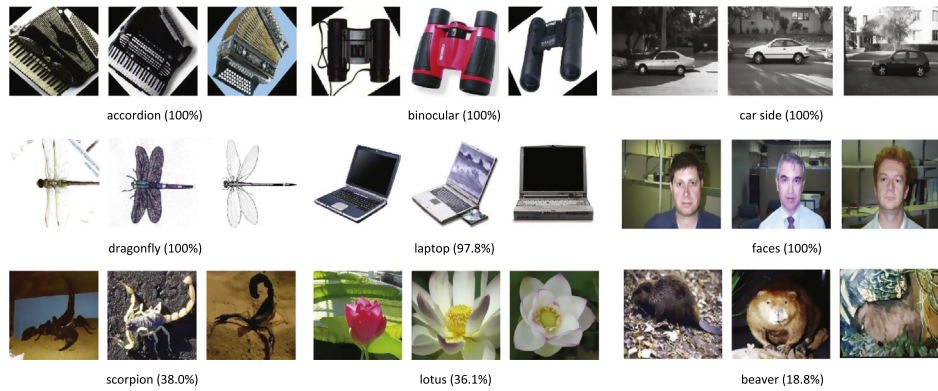 accordion (100%)
binocular (100%)
car side (100%)
dragonfly (100%)
laptop (97.8%)
faces (100%)
scorpion (38.0%)
lotus (36.1%)
beaver (18.8%)